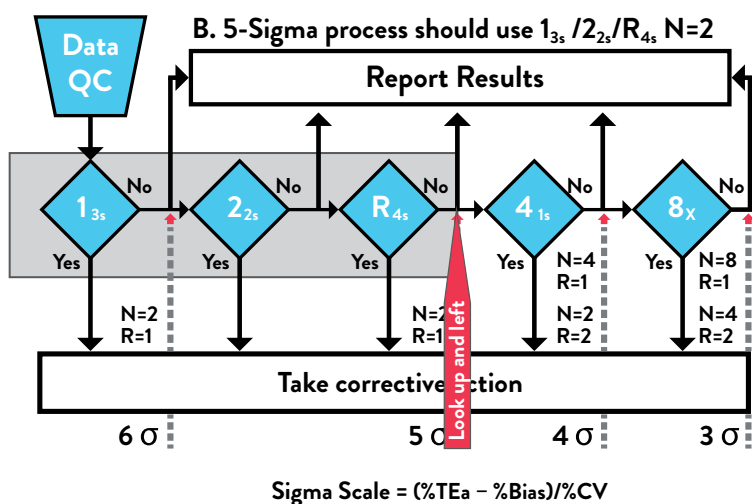 B. 5-Sigma process should use 1₃ₛ /2₂ₛ/R₄ₛ N=2
Data
QC
Report Results
No
No
No
No
No
1₃ₛ
2₂ₛ
R₄ₛ
4₁ₛ
8ₓ
Yes
Yes
Yes
Yes
Yes
N=2
R=1
N=2
R=1
N=4
R=1
N=2
R=2
N=8
R=1
N=4
R=2
Look up and left
Take corrective action
6 σ
5 σ
4 σ
3 σ
Sigma Scale = (%TEa – %Bias)/%CV